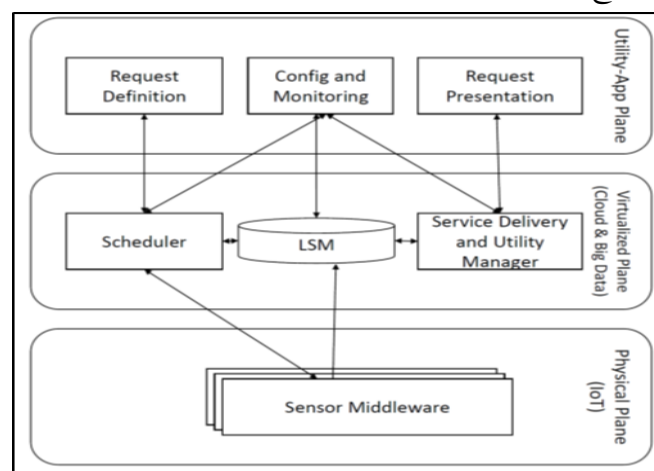 Request
Definition
Config and
Monitoring
Request
Presentation
Utility-App Plane
Scheduler
LSM
Service Delivery
and Utility
Manager
Virtualized Plane
(Cloud & Big Data)
Sensor Middleware
Physical Plane
(IoT)